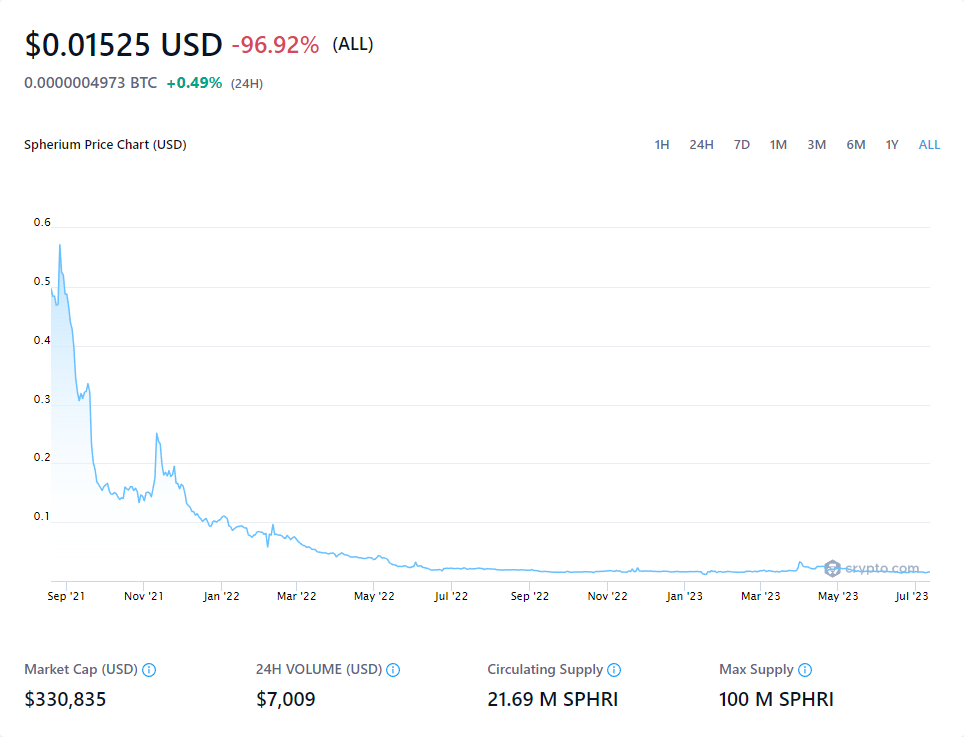 $0.01525 USD -96.92% (ALL)
0.0000004973 BTC +0.49% (24H)
Spherium Price Chart (USD) 1H 24H 7D 1M 3M 6M 1Y ALL
0.6
0.5
0.4
0.3
0.2
0.1
crypto.com
Sep '21 Nov '21 Jan '22 Mar '22 May '22 Jul '22 Sep '22 Nov '22 Jan '23 Mar '23 May '23 Jul '23
Market Cap (USD) 24H VOLUME (USD) Circulating Supply Max Supply
$330,835 $7,009 21.69 M SPHRI 100 M SPHRI